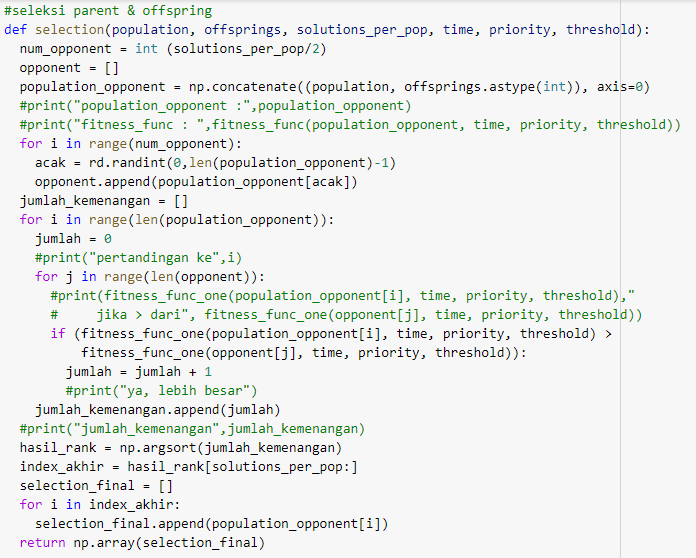 #seleksi parent & offspring
def selection(population, offsprings, solutions_per_pop, time, priority, threshold):
  num_opponent = int (solutions_per_pop/2)
  opponent = []
  population_opponent = np.concatenate((population, offsprings.astype(int)), axis=0)
  #print("population_opponent :",population_opponent)
  #print("fitness_func : ",fitness_func(population_opponent, time, priority, threshold))
  for i in range(num_opponent):
    acak = rd.randint(0,len(population_opponent)-1)
    opponent.append(population_opponent[acak])
  jumlah_kemenangan = []
  for i in range(len(population_opponent)):
    jumlah = 0
    #print("pertandingan ke",i)
    for j in range(len(opponent)):
      #print(fitness_func_one(population_opponent[i], time, priority, threshold),"
      #     jika > dari", fitness_func_one(opponent[j], time, priority, threshold))
      if (fitness_func_one(population_opponent[i], time, priority, threshold) >
          fitness_func_one(opponent[j], time, priority, threshold)):
        jumlah = jumlah + 1
        #print("ya, lebih besar")
    jumlah_kemenangan.append(jumlah)
  #print("jumlah_kemenangan",jumlah_kemenangan)
  hasil_rank = np.argsort(jumlah_kemenangan)
  index_akhir = hasil_rank[solutions_per_pop:]
  selection_final = []
  for i in index_akhir:
    selection_final.append(population_opponent[i])
  return np.array(selection_final)